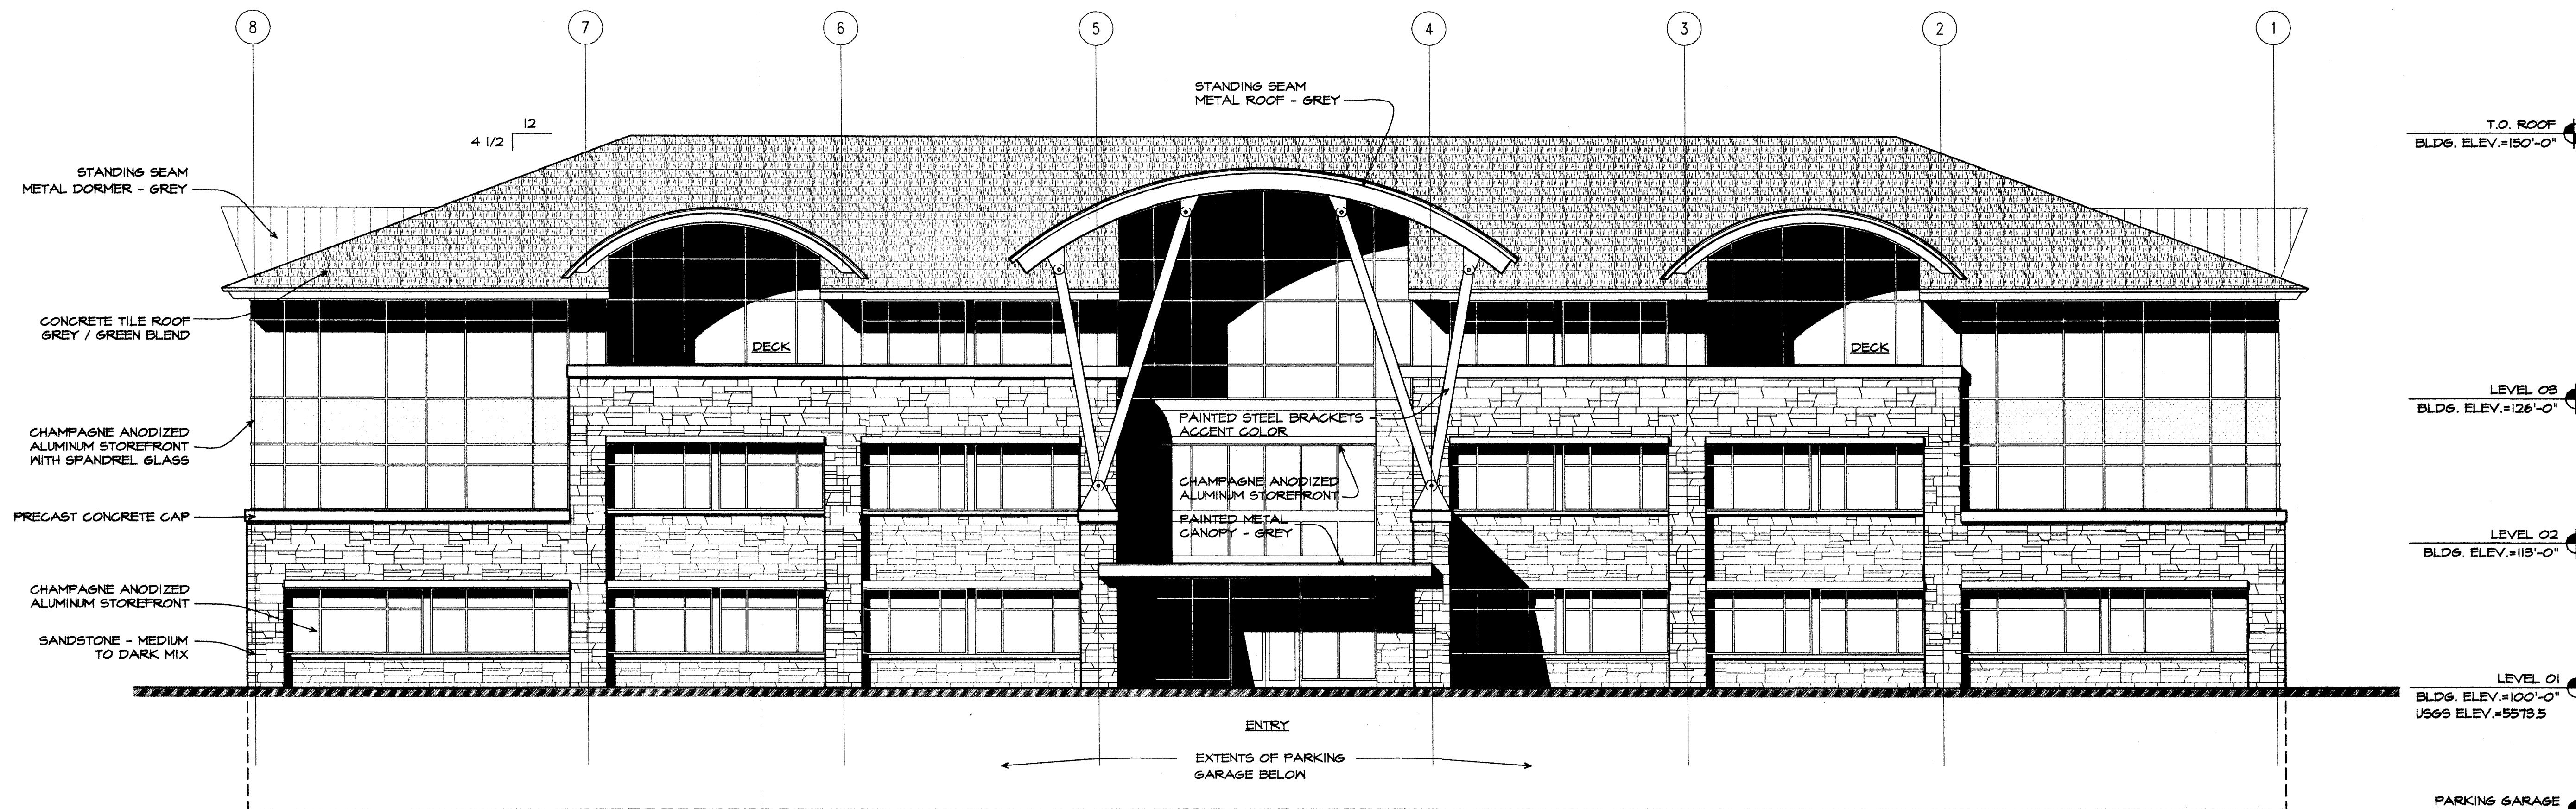 8
7
6
5
4
3
2
1
STANDING SEAM
METAL ROOF - GREY
12
4 1/2
T.O. ROOF
BLDG. ELEV.=150'-0"
STANDING SEAM
METAL DORMER - GREY
CONCRETE TILE ROOF
GREY / GREEN BLEND
DECK
DECK
LEVEL 03
BLDG. ELEV.=126'-0"
PAINTED STEEL BRACKETS -
ACCENT COLOR
CHAMPAGNE ANODIZED
ALUMINUM STOREFRONT
WITH SPANDREL GLASS
CHAMPAGNE ANODIZED
ALUMINUM STOREFRONT
PRECAST CONCRETE CAP
PAINTED METAL
CANOPY - GREY
LEVEL 02
BLDG. ELEV.=113'-0"
CHAMPAGNE ANODIZED
ALUMINUM STOREFRONT
SANDSTONE - MEDIUM
TO DARK MIX
LEVEL 01
BLDG. ELEV.=100'-0"
USGS ELEV.=5573.5
ENTRY
EXTENTS OF PARKING
GARAGE BELOW
PARKING GARAGE